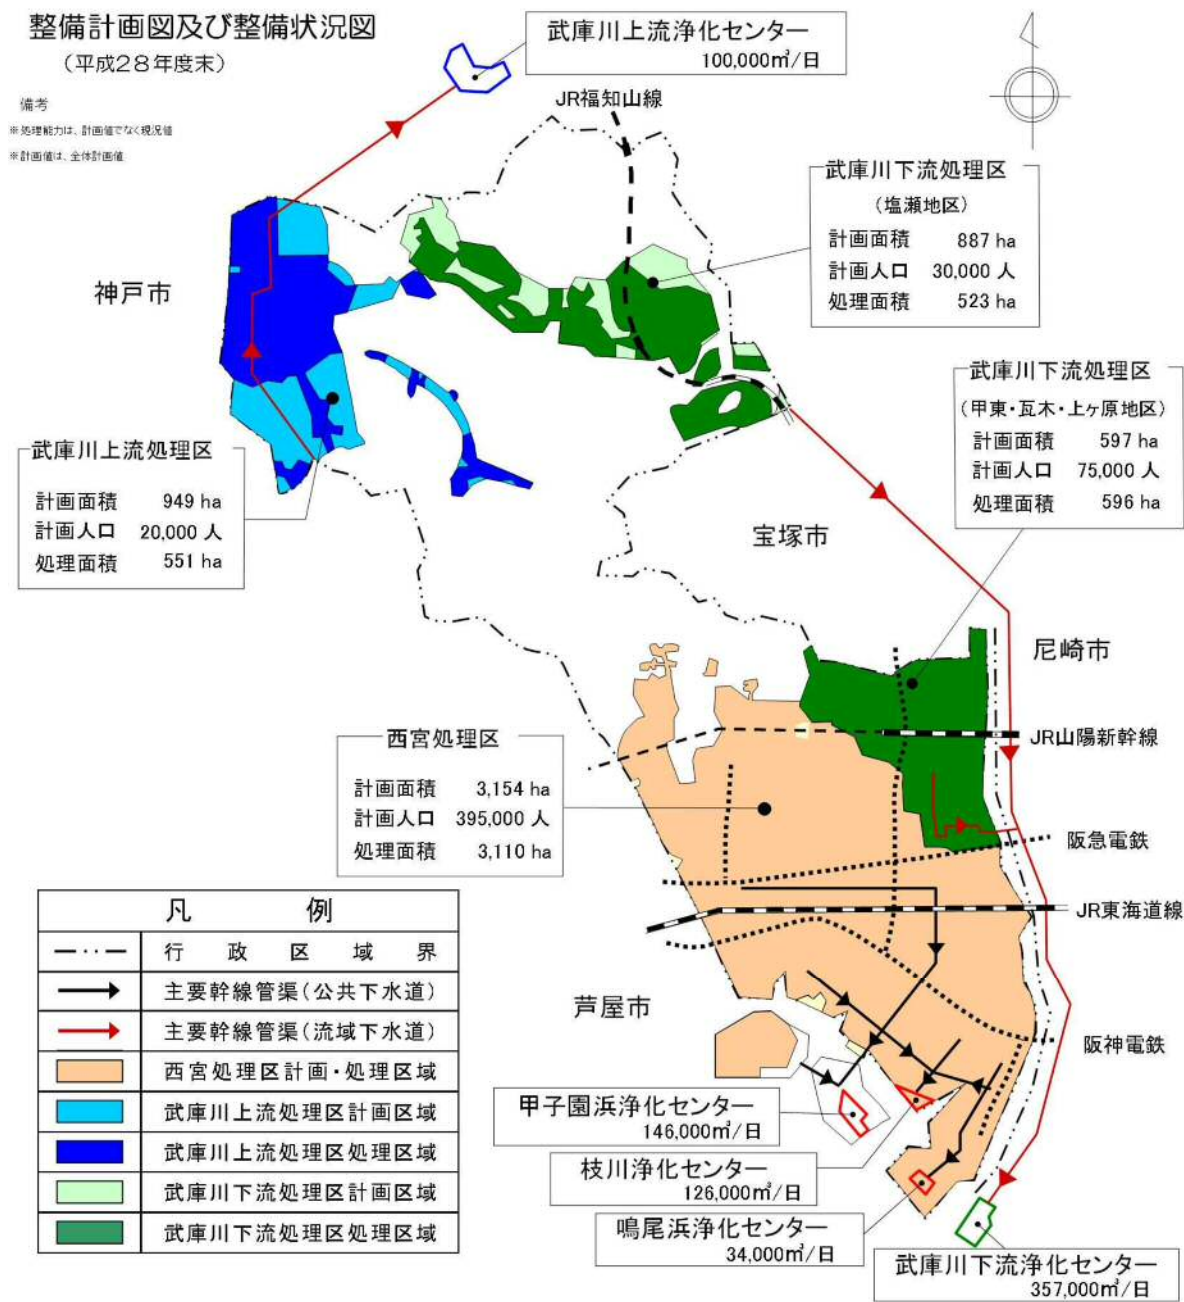 整備計画図及び整備状況図
（平成28年度末）
備考
※処理能力は、計画値でなく現況値
※計画値は、全体計画値
武庫川上流浄化センター
100,000㎥/日
JR福知山線
武庫川下流処理区
（塩瀬地区）
計画面積 887 ha
計画人口 30,000 人
処理面積 523 ha
神戸市
武庫川下流処理区
（甲東・瓦木・上ヶ原地区）
計画面積 597 ha
計画人口 75,000 人
処理面積 596 ha
武庫川上流処理区
計画面積 949 ha
計画人口 20,000 人
処理面積 551 ha
宝塚市
尼崎市
JR山陽新幹線
西宮処理区
計画面積 3,154 ha
計画人口 395,000 人
処理面積 3,110 ha
阪急電鉄
JR東海道線
芦屋市
阪神電鉄
凡例
行政区域界
主要幹線管渠（公共下水道）
主要幹線管渠（流域下水道）
西宮処理区計画・処理区域
武庫川上流処理区計画区域
武庫川上流処理区処理区域
武庫川下流処理区計画区域
武庫川下流処理区処理区域
甲子園浜浄化センター
146,000㎥/日
枝川浄化センター
126,000㎥/日
鳴尾浜浄化センター
34,000㎥/日
武庫川下流浄化センター
357,000㎥/日